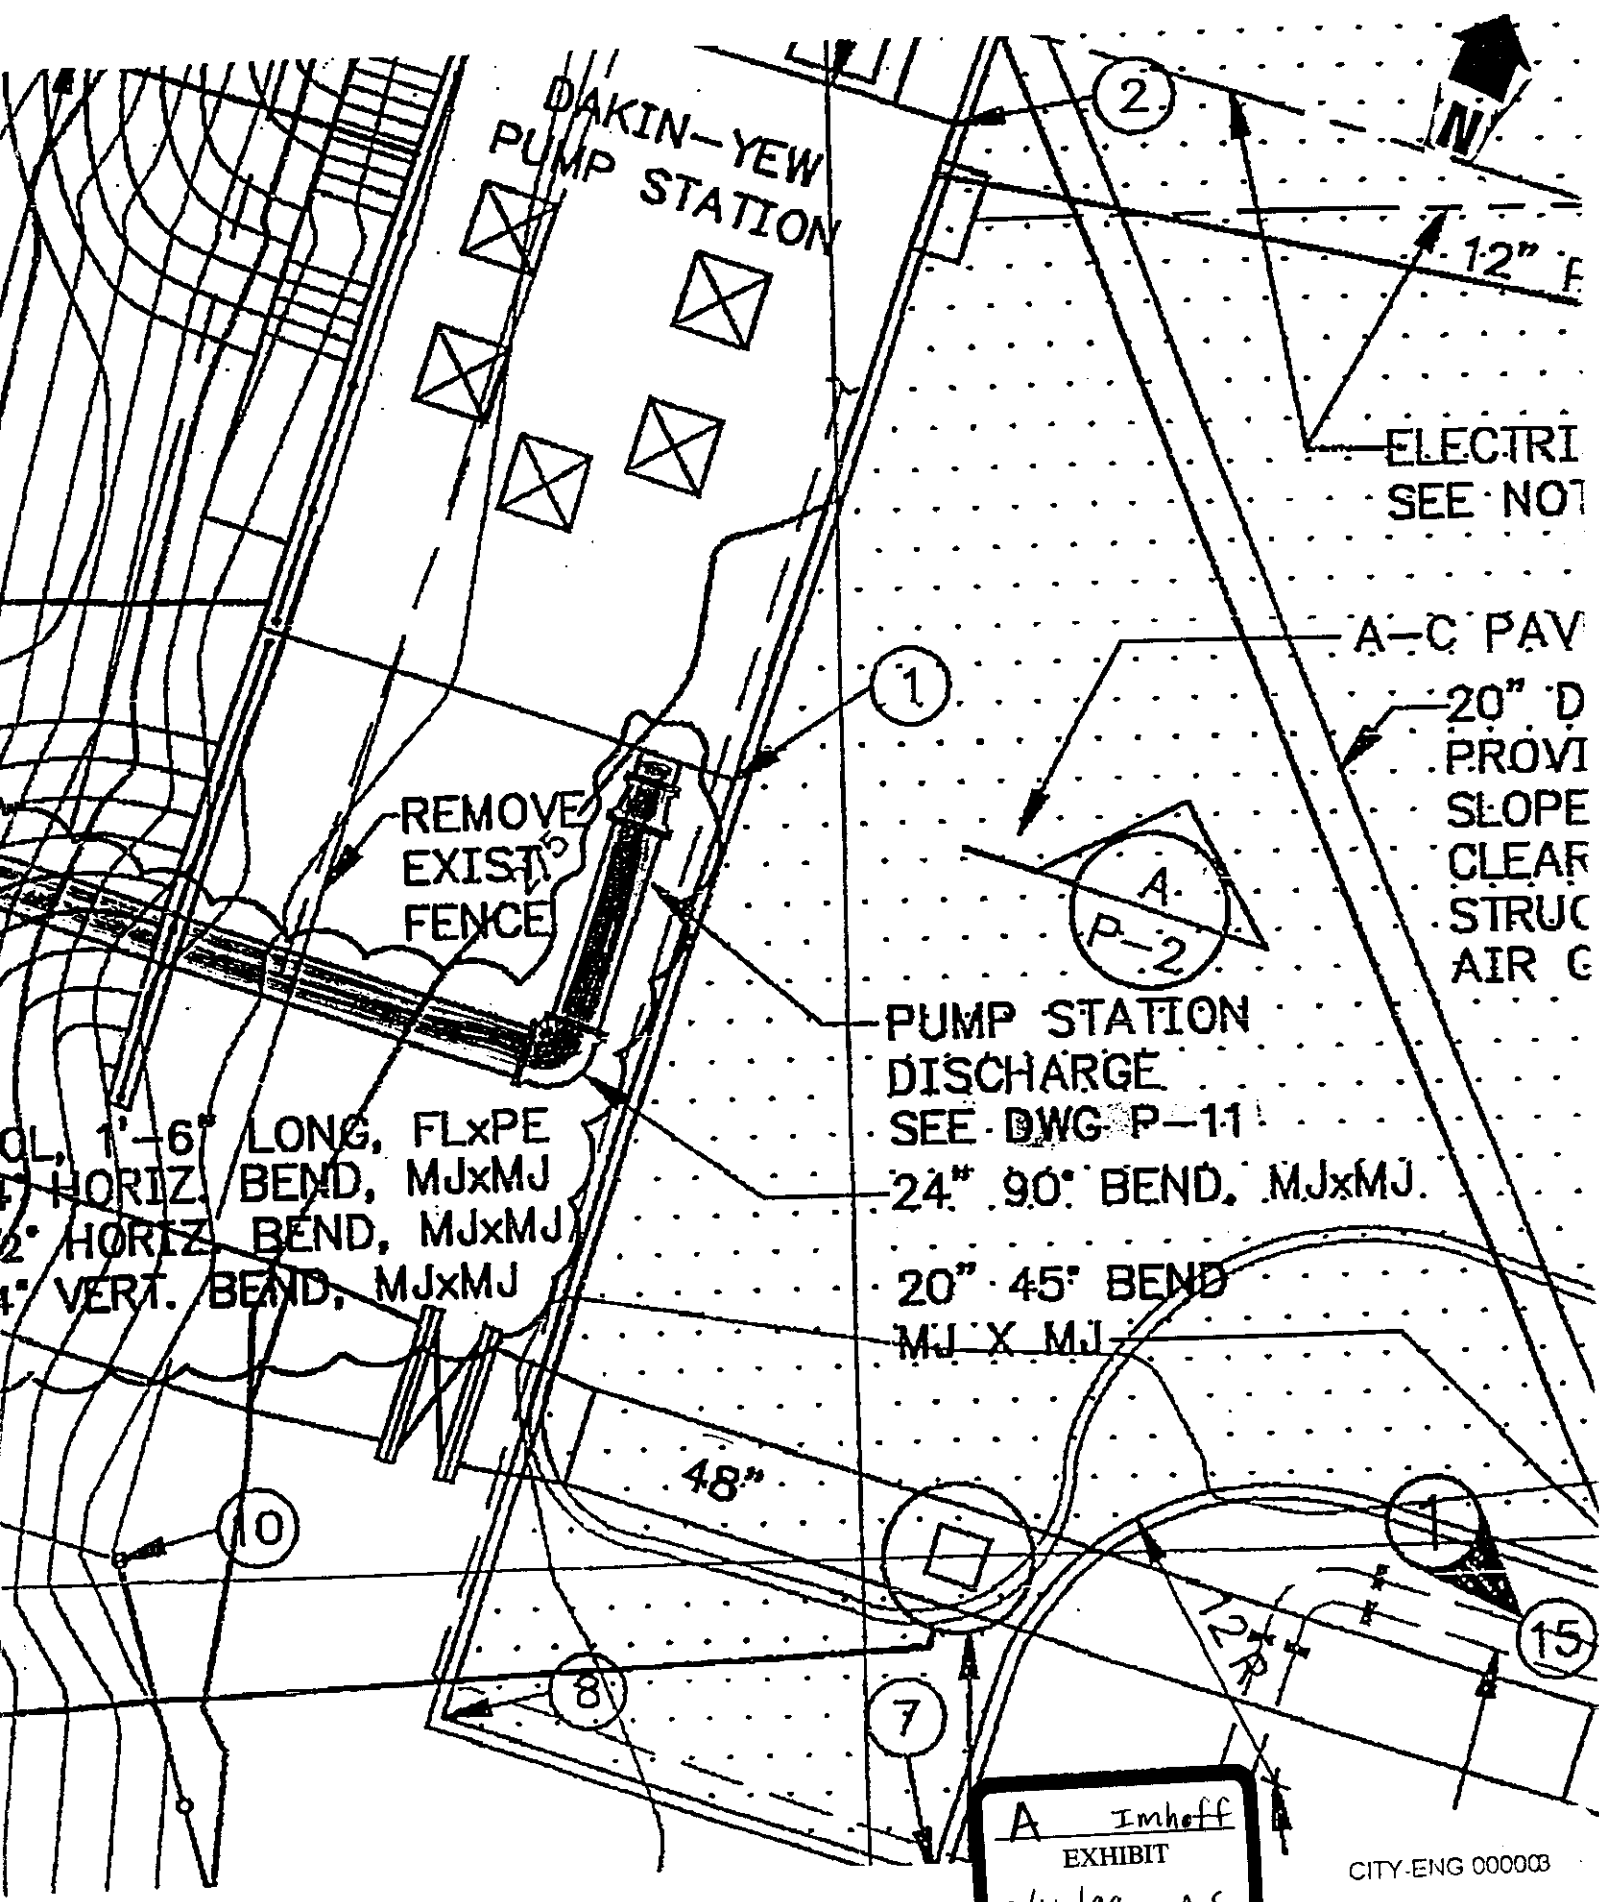 DAKIN-YEW
PUMP STATION
2
N
12"
ELECTRI
SEE NOT
A-C PAV
1
20" D
PROVI
SLOPE
CLEAR
STRUC
AIR G
REMOVE
EXIST
FENCE
A
P-2
PUMP STATION
DISCHARGE
SEE DWG P-11
24" 90° BEND, MJxMJ
OL, 1'-6" LONG, FLxPE
HORIZ. BEND, MJxMJ
2° HORIZ. BEND, MJxMJ
4° VERT. BEND, MJxMJ
20" 45° BEND
MJ X MJ
48"
10
1
12'R
15
8
7
A Imhoff
EXHIBIT
CITY-ENG 000003